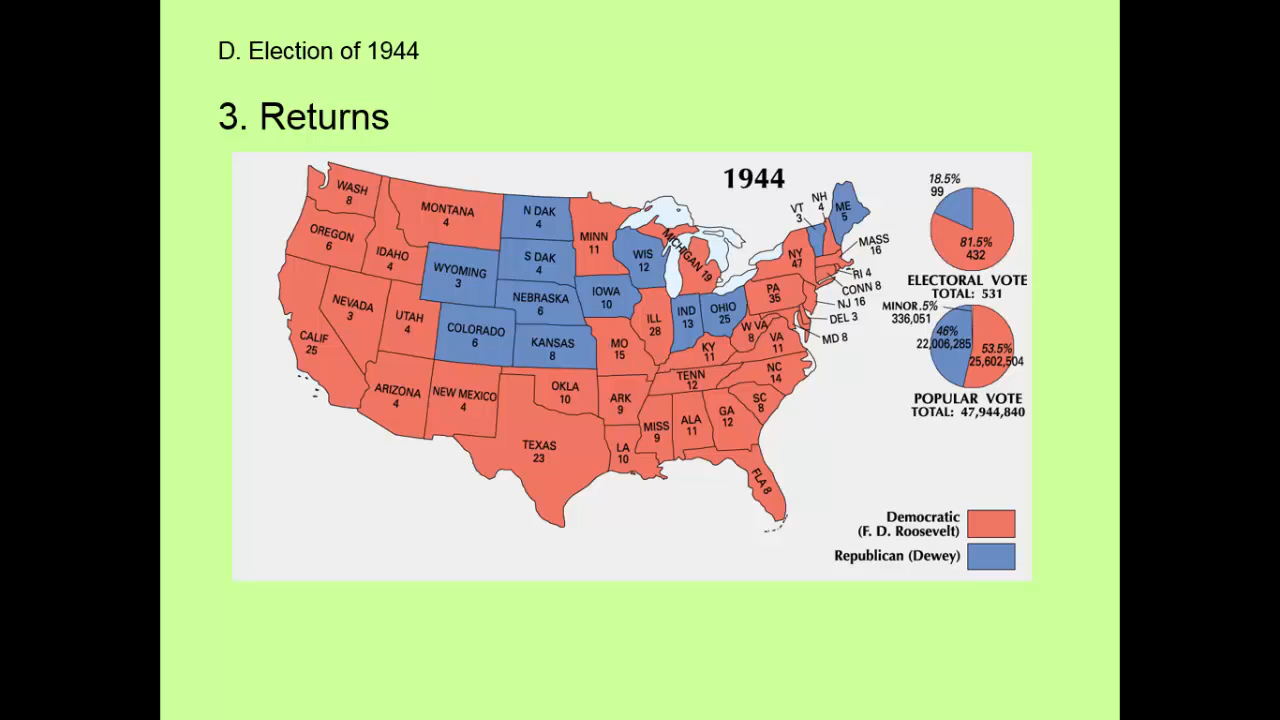 D. Election of 1944
3. Returns
1944
WASH
8
OREGON
6
CALIF
25
NEVADA
3
IDAHO
4
MONTANA
4
WYOMING
3
UTAH
4
COLORADO
6
ARIZONA
4
NEW MEXICO
4
N DAK
4
S DAK
4
NEBRASKA
6
KANSAS
8
OKLA
10
TEXAS
23
MINN
11
IOWA
10
MO
15
ARK
9
LA
10
WIS
12
ILL
28
MICHIGAN 19
IND
13
OHIO
25
KY
11
TENN
12
MISS
9
ALA
11
GA
12
FLA 8
SC
8
NC
14
VA
11
W VA
8
PA
35
NY
47
VT
3
NH
4
ME
5
MASS
16
RI 4
CONN 8
NJ 16
DEL 3
MD 8
18.5%
99
81.5%
432
ELECTORAL VOTE
TOTAL: 531
MINOR .5%
336,051
46%
22,006,285
53.5%
25,602,504
POPULAR VOTE
TOTAL: 47,944,840
Democratic
(F. D. Roosevelt)
Republican (Dewey)